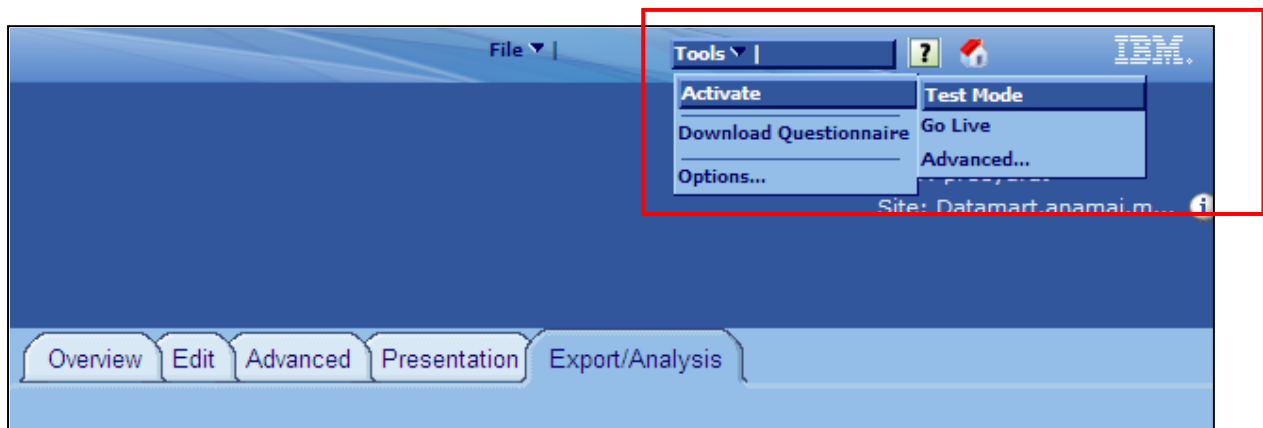 File
Tools
? IBM.
Activate
Test Mode
Download Questionnaire
Go Live
Advanced...
Options...
Site: Datamart.anamai.m... i
Overview Edit Advanced Presentation Export/Analysis